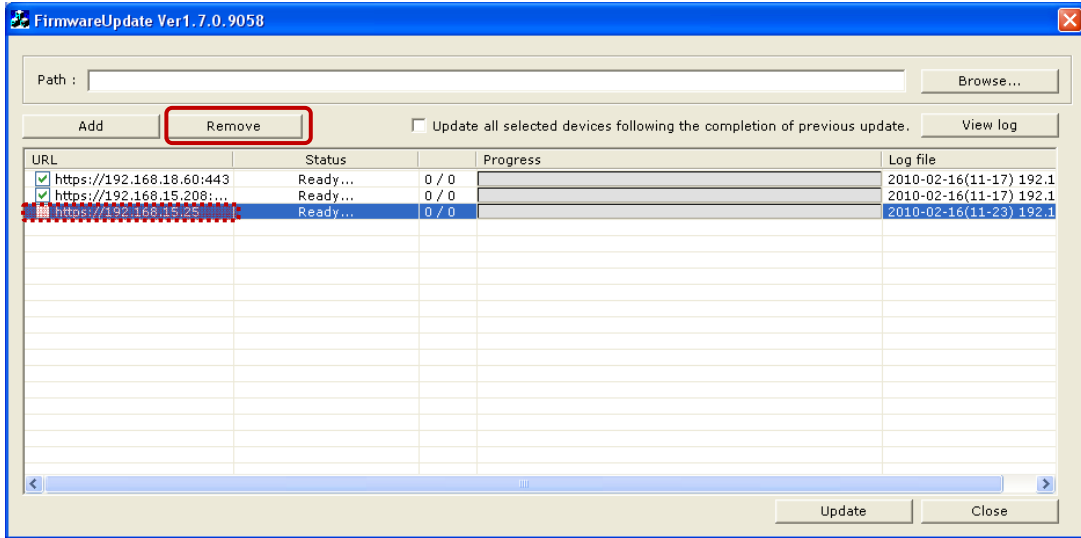 FirmwareUpdate Ver1.7.0.9058
Path :
Browse...
Add
Remove
Update all selected devices following the completion of previous update.
View log
URL Status Progress Log file
https://192.168.18.60:443 Ready... 0 / 0 2010-02-16(11-17) 192.1
https://192.168.15.208:... Ready... 0 / 0 2010-02-16(11-17) 192.1
https://192.168.15.25 Ready... 0 / 0 2010-02-16(11-23) 192.1
Update
Close